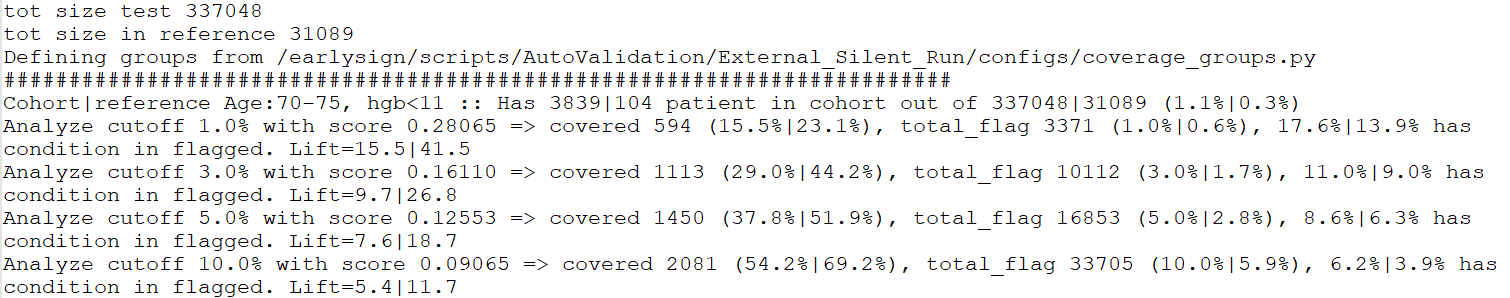 tot size test 337048
tot size in reference 31089
Defining groups from /earlysign/scripts/AutoValidation/External_Silent_Run/configs/coverage_groups.py
#########################################################################
Cohort|reference Age:70-75, hgb<11 :: Has 3839|104 patient in cohort out of 337048|31089 (1.1%|0.3%)
Analyze cutoff 1.0% with score 0.28065 => covered 594 (15.5%|23.1%), total_flag 3371 (1.0%|0.6%), 17.6%|13.9% has
condition in flagged. Lift=15.5|41.5
Analyze cutoff 3.0% with score 0.16110 => covered 1113 (29.0%|44.2%), total_flag 10112 (3.0%|1.7%), 11.0%|9.0% has
condition in flagged. Lift=9.7|26.8
Analyze cutoff 5.0% with score 0.12553 => covered 1450 (37.8%|51.9%), total_flag 16853 (5.0%|2.8%), 8.6%|6.3% has
condition in flagged. Lift=7.6|18.7
Analyze cutoff 10.0% with score 0.09065 => covered 2081 (54.2%|69.2%), total_flag 33705 (10.0%|5.9%), 6.2%|3.9% has
condition in flagged. Lift=5.4|11.7